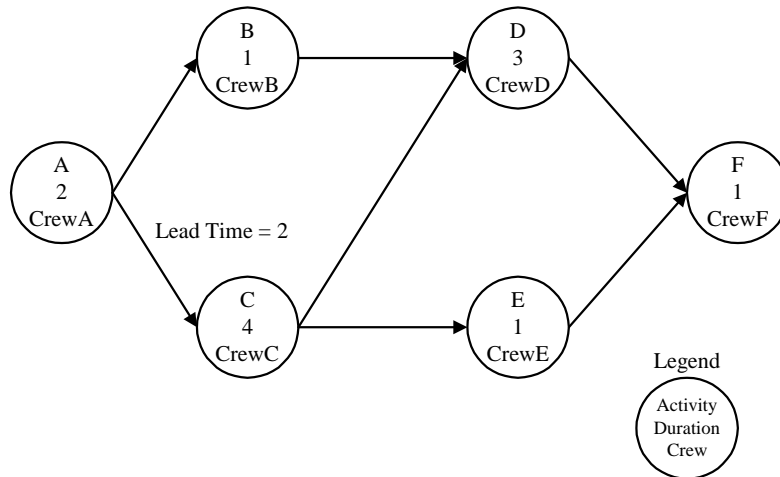 B
1
CrewB
D
3
CrewD
A
2
CrewA
F
1
CrewF
Lead Time = 2
C
4
CrewC
E
1
CrewE
Legend
Activity
Duration
Crew